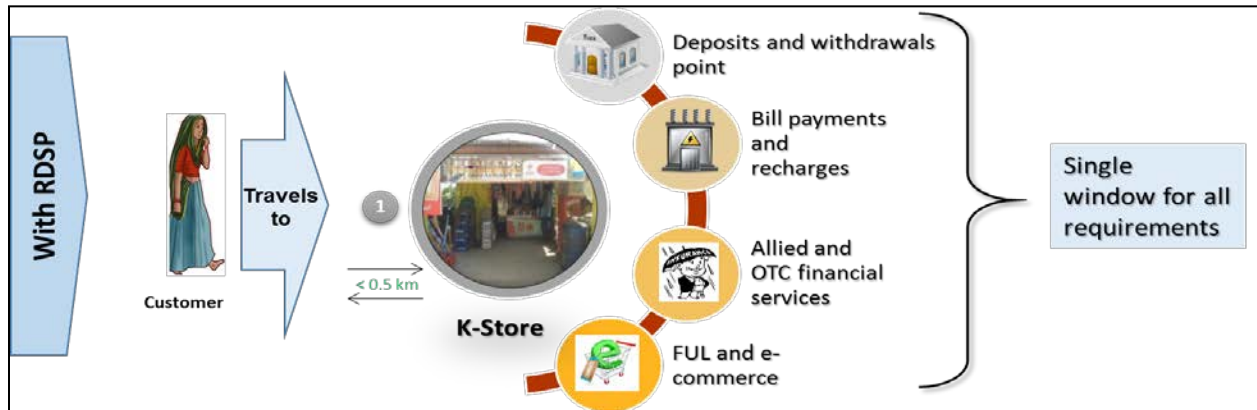 With RDSP
Customer
Travels
to
1
< 0.5 km
K-Store
Deposits and withdrawals
point
Bill payments
and
recharges
Allied and
OTC financial
services
FUL and e-
commerce
Single
window for all
requirements